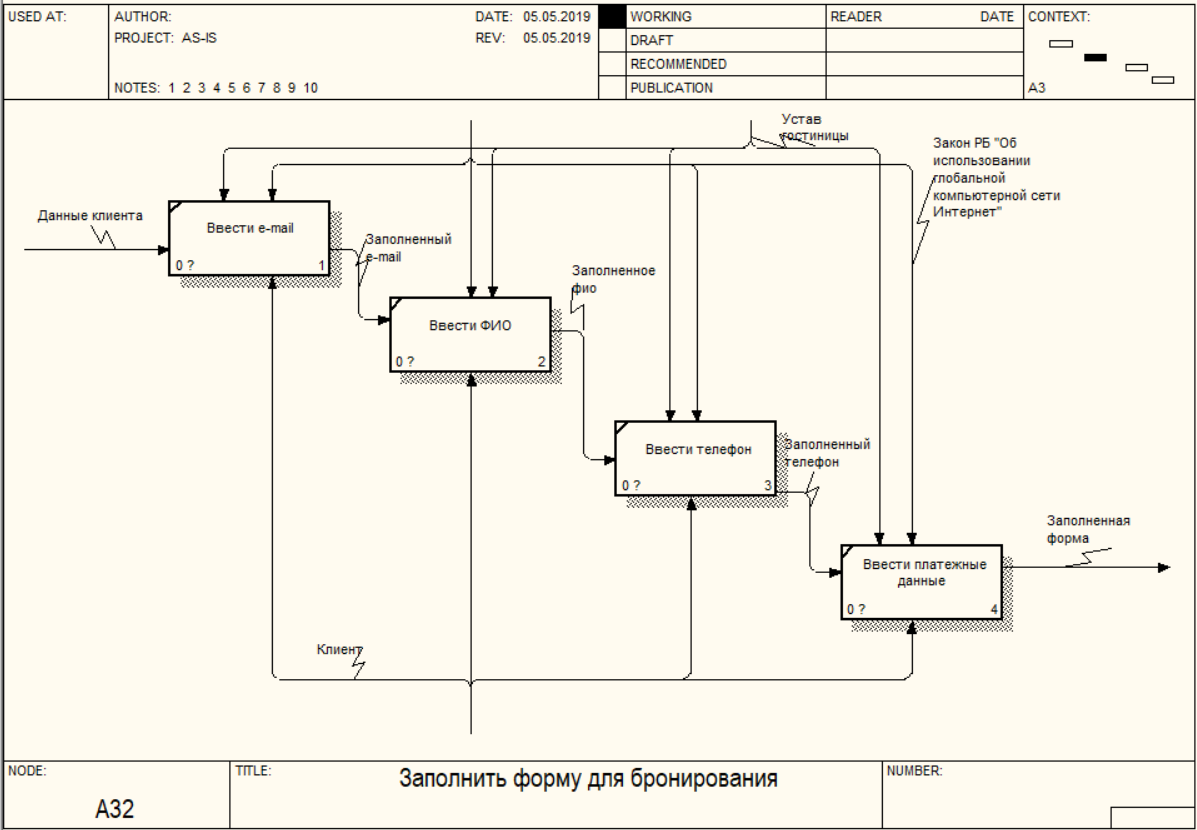 USED AT:
AUTHOR:
DATE: 05.05.2019
WORKING
READER
DATE
CONTEXT:
PROJECT: AS-IS
REV: 05.05.2019
DRAFT
RECOMMENDED
NOTES: 1 2 3 4 5 6 7 8 9 10
PUBLICATION
A3
Устав
гостиницы
Закон РБ "Об
использовании
глобальной
компьютерной сети
Интернет"
Данные клиента
Ввести e-mail
0 ?
1
Заполненный
e-mail
Заполненное
фио
Ввести ФИО
0 ?
2
Ввести телефон
0 ?
3
Заполненный
телефон
Заполненная
форма
Ввести платежные
данные
0 ?
4
Клиент
NODE:
TITLE:
Заполнить форму для бронирования
NUMBER:
A32